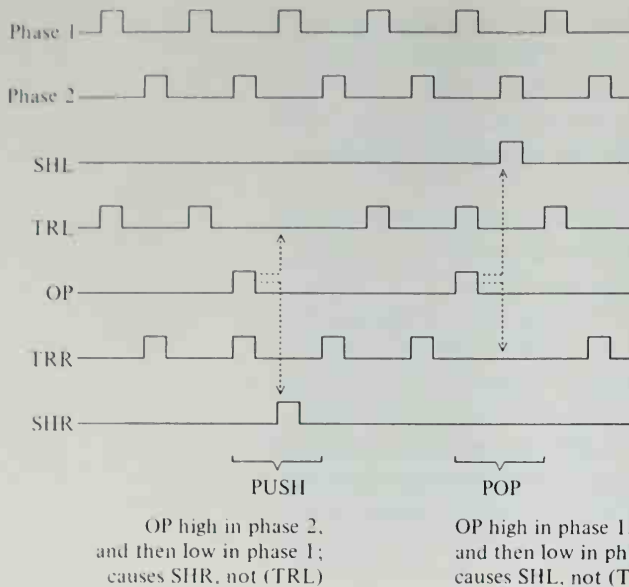 Phase 1
Phase 2
SHL
TRL
OP
TRR
SHR
PUSH
POP
OP high in phase 2,
and then low in phase 1;
causes SHR, not (TRL)
OP high in phase 1
and then low in ph
causes SHL, not (T